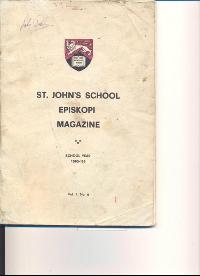 ST. JOHN'S SCHOOL
EPISKOPI
MAGAZINE
SCHOOL YEAR
Vol. 1 No. 6